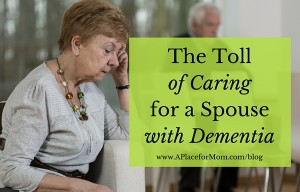 The Toll
of Caring
for a Spouse
with Dementia
www.APlaceforMom.com/blog